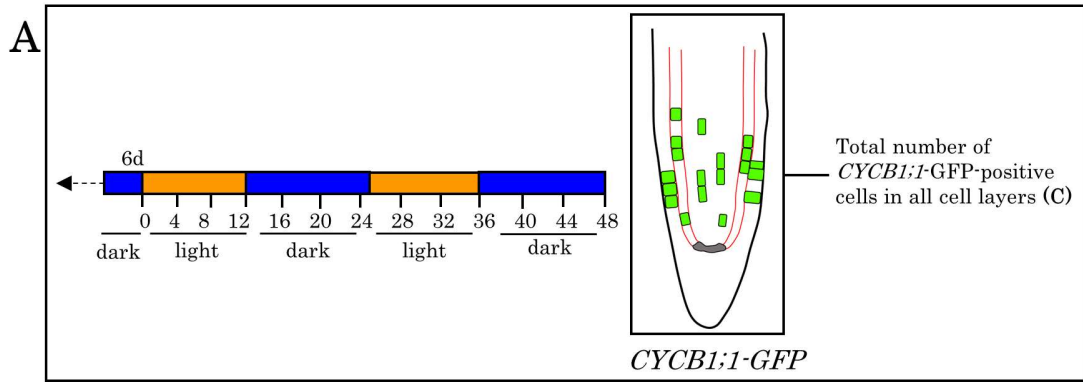 A
6d
0 4 8 12 16 20 24 28 32 36 40 44 48
dark light dark light dark
Total number of
CYCB1;1-GFP-positive
cells in all cell layers (C)
CYCB1;1-GFP